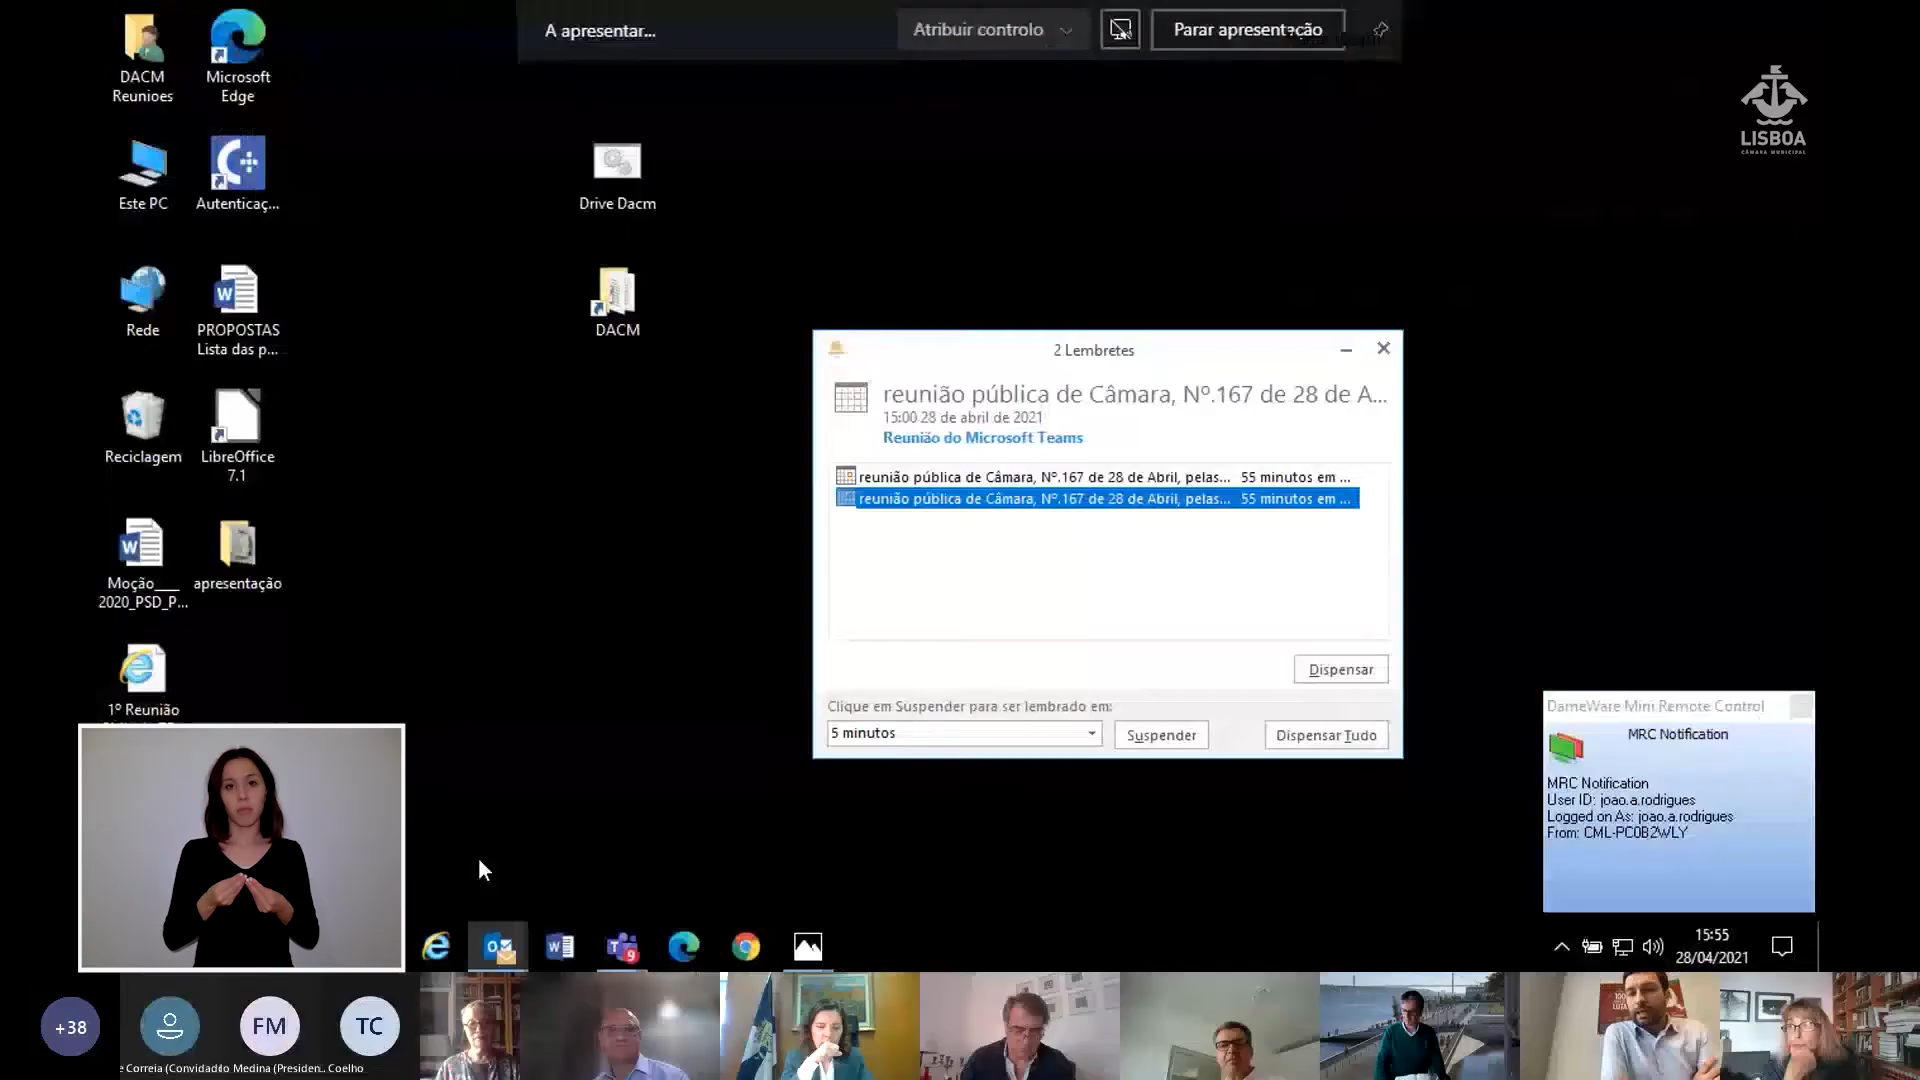 A apresentar...
Atribuir controlo
Parar apresentação
LISBOA
CÂMARA MUNICIPAL
DACM
Reunioes
Microsoft
Edge
Este PC
Autenticaç...
Drive Dacm
Rede
PROPOSTAS
Lista das p...
DACM
Reciclagem
LibreOffice
7.1
Moção___
2020_PSD_P...
apresentação
1º Reunião
2 Lembretes
reunião pública de Câmara, Nº.167 de 28 de A...
15:00 28 de abril de 2021
Reunião do Microsoft Teams
reunião pública de Câmara, Nº.167 de 28 de Abril, pelas... 55 minutos em ...
reunião pública de Câmara, Nº.167 de 28 de Abril, pelas... 55 minutos em ...
Dispensar
Clique em Suspender para ser lembrado em:
5 minutos
Suspender
Dispensar Tudo
DameWare Mini Remote Control
MRC Notification
MRC Notification
User ID: joao.a.rodrigues
Logged on As: joao.a.rodrigues
From: CML-PC0B2WLY
9
15:55
28/04/2021
+38
FM
TC
e Correia (Convidado
o Medina (Presiden...
Coelho